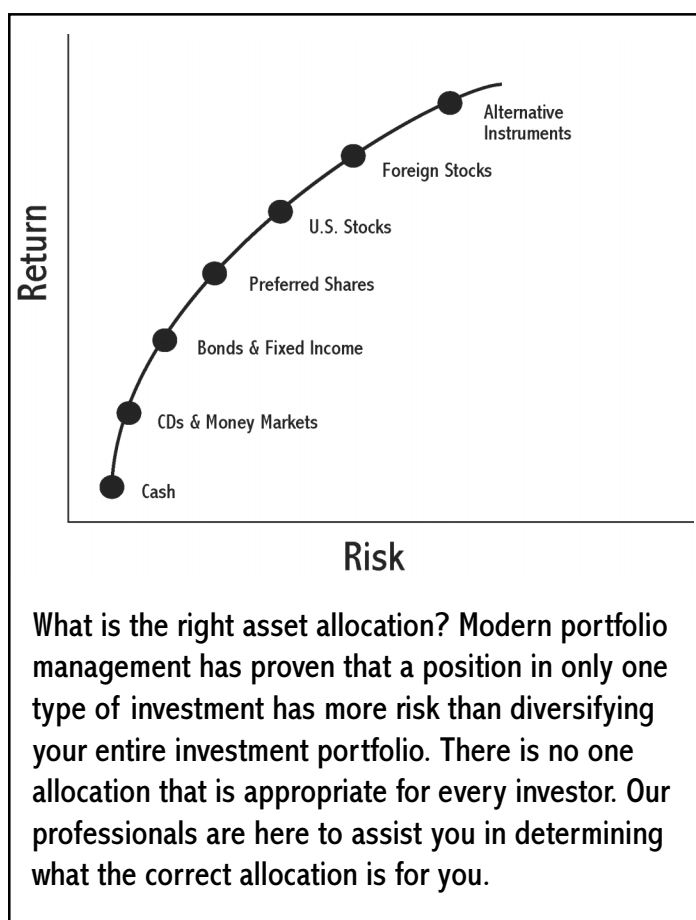 Return
Alternative
Instruments
Foreign Stocks
U.S. Stocks
Preferred Shares
Bonds & Fixed Income
CDs & Money Markets
Cash
Risk
What is the right asset allocation? Modern portfolio
management has proven that a position in only one
type of investment has more risk than diversifying
your entire investment portfolio. There is no one
allocation that is appropriate for every investor. Our
professionals are here to assist you in determining
what the correct allocation is for you.